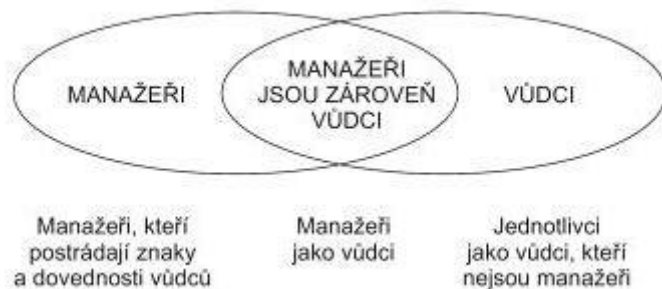 MANAŽEŘI
MANAŽEŘI
JSOU ZÁROVEŇ
VŮDCI
VŮDCI
Manažeři, kteří
postrádají znaky
a dovednosti vůdců
Manažeři
jako vůdci
Jednotlivci
jako vůdci, kteří
nejsou manažeři